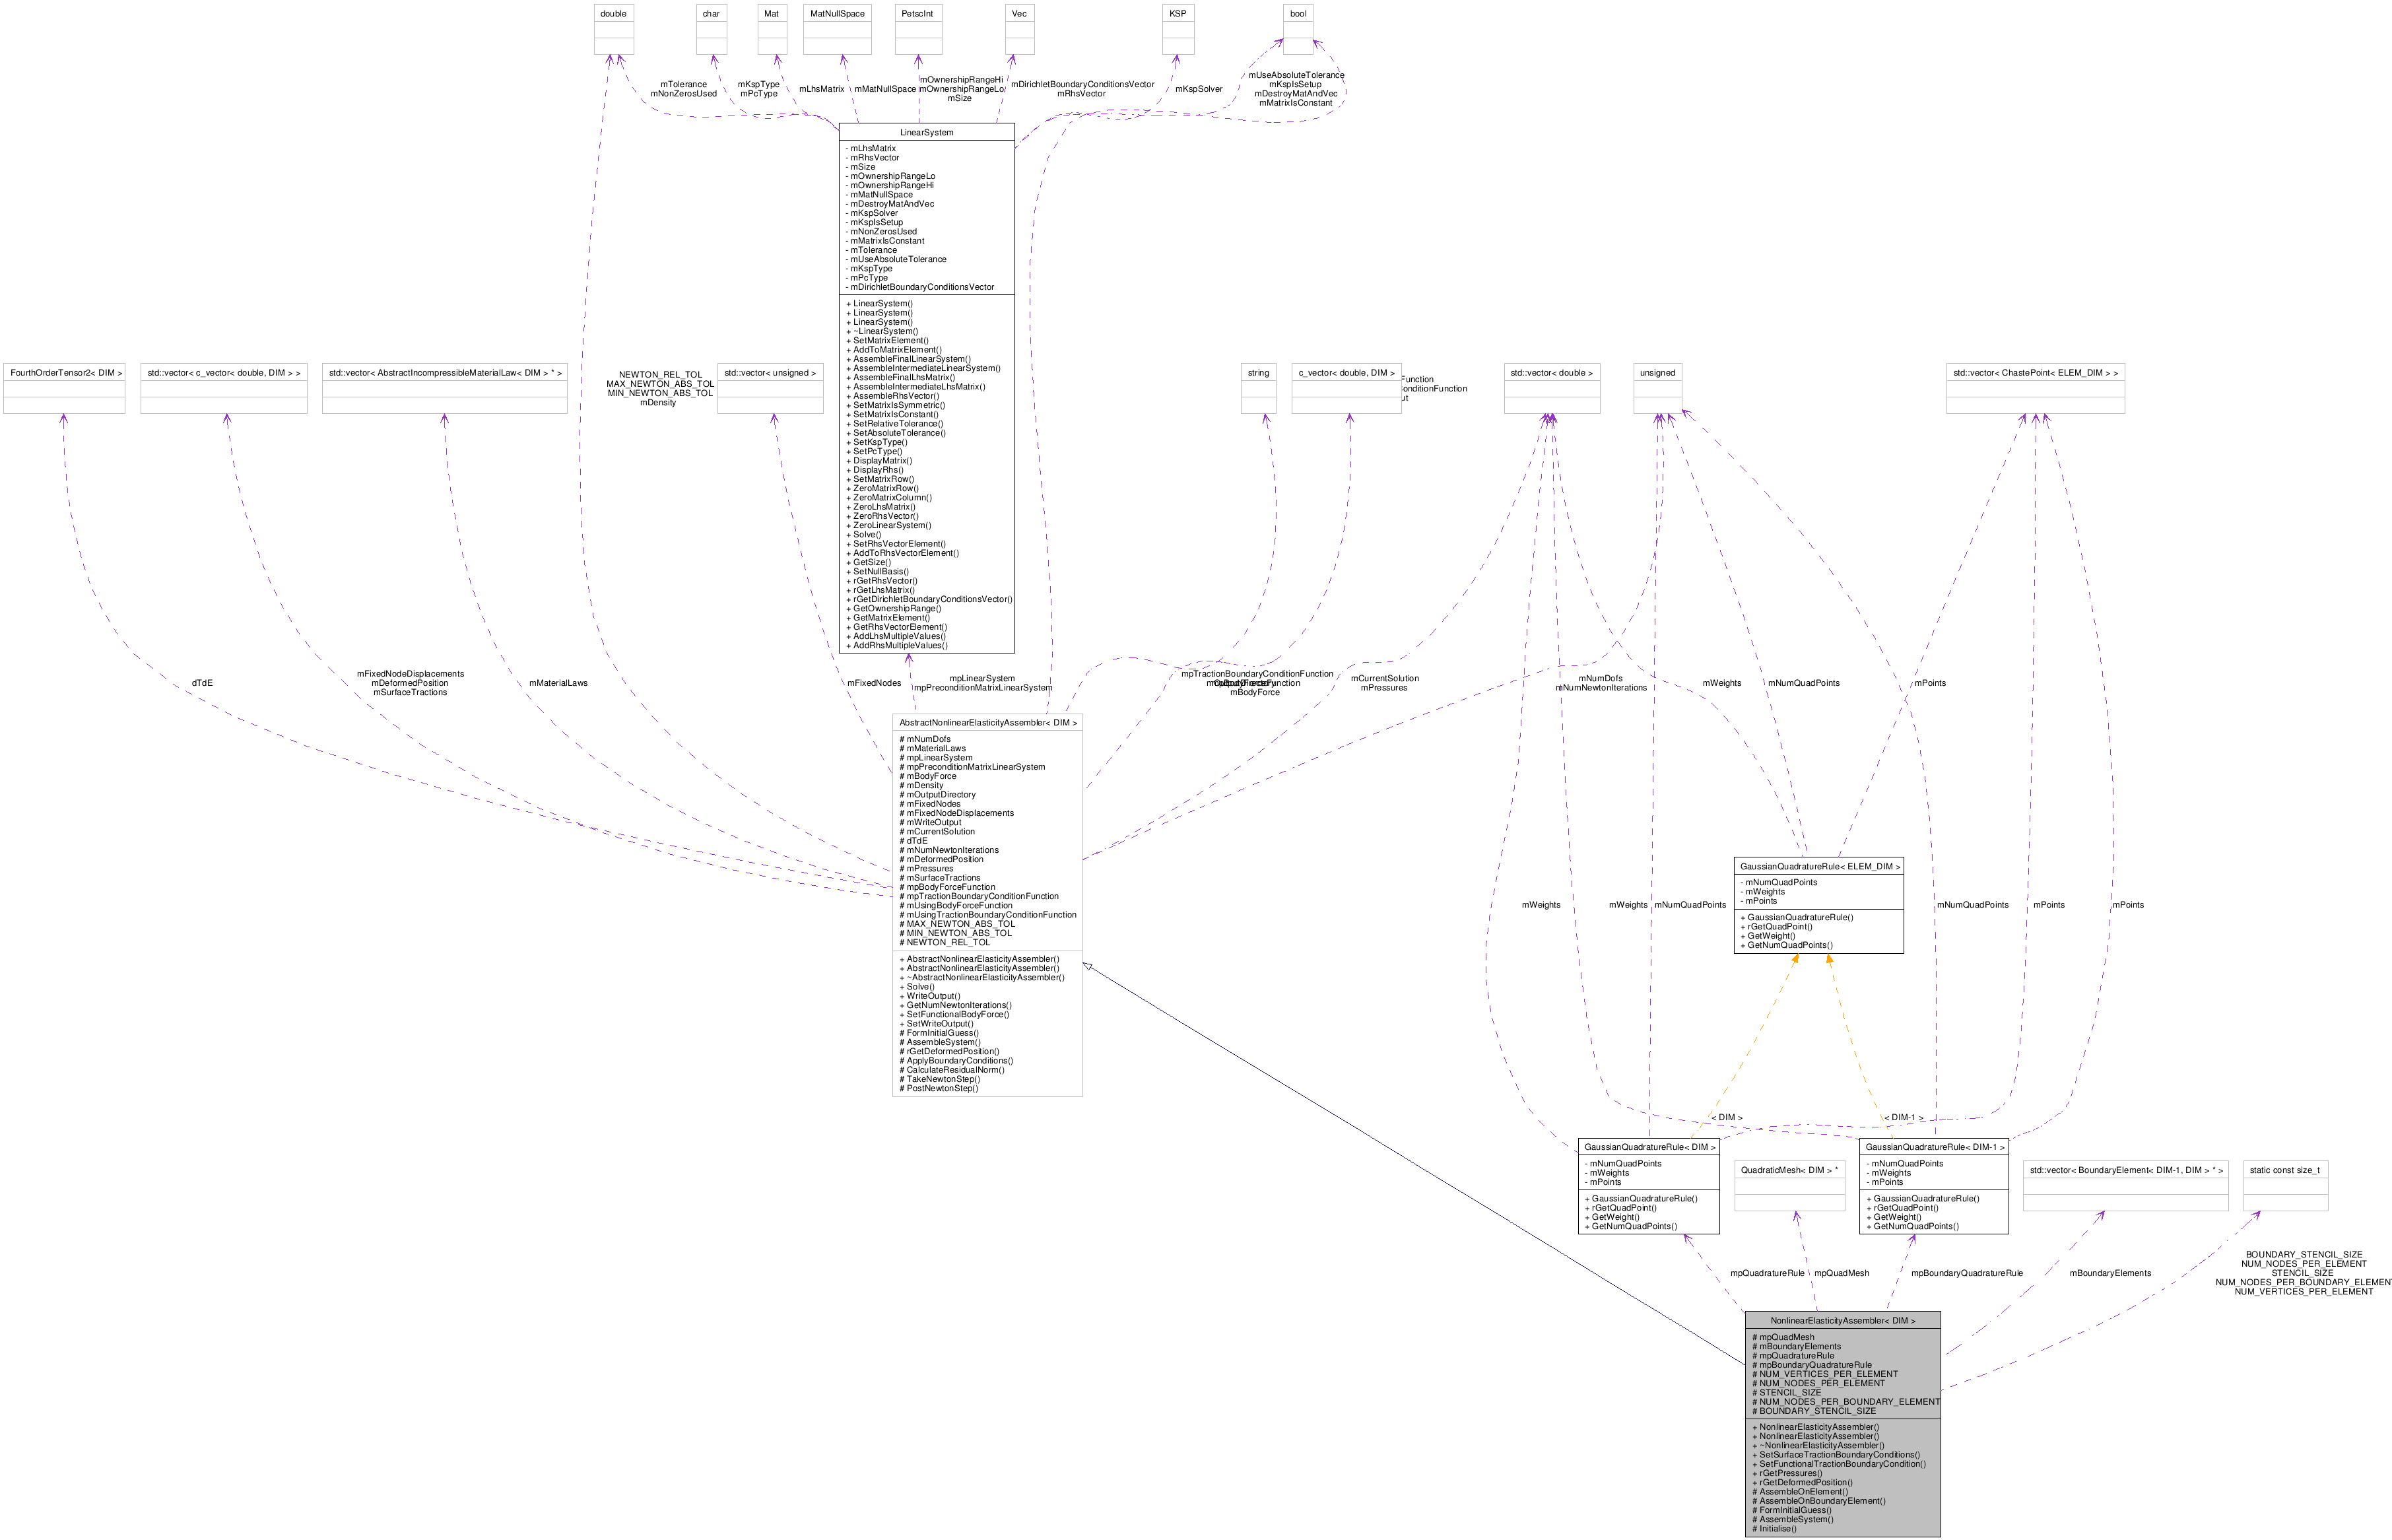 double
char
Mat
MatNullSpace
PetscInt
Vec
KSP
bool
mTolerance
mNonZerosUsed
mKspType
mPcType
mLhsMatrix
mMatNullSpace
mOwnershipRangeHi
mOwnershipRangeLo
mSize
mDirichletBoundaryConditionsVector
mRhsVector
mKspSolver
mUseAbsoluteTolerance
mKspIsSetup
mDestroyMatAndVec
mMatrixIsConstant
LinearSystem
- mLhsMatrix
- mRhsVector
- mSize
- mOwnershipRangeLo
- mOwnershipRangeHi
- mMatNullSpace
- mDestroyMatAndVec
- mKspSolver
- mKspIsSetup
- mNonZerosUsed
- mMatrixIsConstant
- mTolerance
- mUseAbsoluteTolerance
- mKspType
- mPcType
- mDirichletBoundaryConditionsVector
+ LinearSystem()
+ LinearSystem()
+ LinearSystem()
+ ~LinearSystem()
+ SetMatrixElement()
+ AddToMatrixElement()
+ AssembleFinalLinearSystem()
+ AssembleIntermediateLinearSystem()
+ AssembleFinalLhsMatrix()
+ AssembleIntermediateLhsMatrix()
+ AssembleRhsVector()
+ SetMatrixIsSymmetric()
+ SetMatrixIsConstant()
+ SetRelativeTolerance()
+ SetAbsoluteTolerance()
+ SetKspType()
+ SetPcType()
+ DisplayMatrix()
+ DisplayRhs()
+ SetMatrixRow()
+ ZeroMatrixRow()
+ ZeroMatrixColumn()
+ ZeroLhsMatrix()
+ ZeroRhsVector()
+ ZeroLinearSystem()
+ Solve()
+ SetRhsVectorElement()
+ AddToRhsVectorElement()
+ GetSize()
+ SetNullBasis()
+ rGetRhsVector()
+ rGetLhsMatrix()
+ rGetDirichletBoundaryConditionsVector()
+ GetOwnershipRange()
+ GetMatrixElement()
+ GetRhsVectorElement()
+ AddLhsMultipleValues()
+ AddRhsMultipleValues()
FourthOrderTensor2< DIM >
std::vector< c_vector< double, DIM > >
std::vector< AbstractIncompressibleMaterialLaw< DIM > * >
NEWTON_REL_TOL
MAX_NEWTON_ABS_TOL
MIN_NEWTON_ABS_TOL
mDensity
std::vector< unsigned >
string
c_vector< double, DIM >
Function
onditionFunction
ut
std::vector< double >
unsigned
std::vector< ChastePoint< ELEM_DIM > >
dTdE
mFixedNodeDisplacements
mDeformedPosition
mSurfaceTractions
mMaterialLaws
mFixedNodes
mpLinearSystem
mpPreconditionMatrixLinearSystem
mpTractionBoundaryConditionFunction
mBodyForce
mCurrentSolution
mPressures
mNumDofs
mNumNewtonIterations
mWeights
mNumQuadPoints
mPoints
AbstractNonlinearElasticityAssembler< DIM >
# mNumDofs
# mMaterialLaws
# mpLinearSystem
# mpPreconditionMatrixLinearSystem
# mBodyForce
# mDensity
# mOutputDirectory
# mFixedNodes
# mFixedNodeDisplacements
# mWriteOutput
# mCurrentSolution
# dTdE
# mNumNewtonIterations
# mDeformedPosition
# mPressures
# mSurfaceTractions
# mpBodyForceFunction
# mpTractionBoundaryConditionFunction
# mUsingBodyForceFunction
# mUsingTractionBoundaryConditionFunction
# MAX_NEWTON_ABS_TOL
# MIN_NEWTON_ABS_TOL
# NEWTON_REL_TOL
+ AbstractNonlinearElasticityAssembler()
+ AbstractNonlinearElasticityAssembler()
+ ~AbstractNonlinearElasticityAssembler()
+ Solve()
+ WriteOutput()
+ GetNumNewtonIterations()
+ SetFunctionalBodyForce()
+ SetWriteOutput()
# FormInitialGuess()
# AssembleSystem()
# rGetDeformedPosition()
# ApplyBoundaryConditions()
# CalculateResidualNorm()
# TakeNewtonStep()
# PostNewtonStep()
GaussianQuadratureRule< ELEM_DIM >
- mNumQuadPoints
- mWeights
- mPoints
+ GaussianQuadratureRule()
+ rGetQuadPoint()
+ GetWeight()
+ GetNumQuadPoints()
mWeights
mWeights
mNumQuadPoints
mNumQuadPoints
mPoints
mPoints
< DIM >
< DIM-1 >
GaussianQuadratureRule< DIM >
- mNumQuadPoints
- mWeights
- mPoints
+ GaussianQuadratureRule()
+ rGetQuadPoint()
+ GetWeight()
+ GetNumQuadPoints()
QuadraticMesh< DIM > *
GaussianQuadratureRule< DIM-1 >
- mNumQuadPoints
- mWeights
- mPoints
+ GaussianQuadratureRule()
+ rGetQuadPoint()
+ GetWeight()
+ GetNumQuadPoints()
std::vector< BoundaryElement< DIM-1, DIM > * >
static const size_t
mpQuadratureRule
mpQuadMesh
mpBoundaryQuadratureRule
mBoundaryElements
BOUNDARY_STENCIL_SIZE
NUM_NODES_PER_ELEMENT
STENCIL_SIZE
NUM_NODES_PER_BOUNDARY_ELEMENT
NUM_VERTICES_PER_ELEMENT
NonlinearElasticityAssembler< DIM >
# mpQuadMesh
# mBoundaryElements
# mpQuadratureRule
# mpBoundaryQuadratureRule
# NUM_VERTICES_PER_ELEMENT
# NUM_NODES_PER_ELEMENT
# STENCIL_SIZE
# NUM_NODES_PER_BOUNDARY_ELEMENT
# BOUNDARY_STENCIL_SIZE
+ NonlinearElasticityAssembler()
+ NonlinearElasticityAssembler()
+ ~NonlinearElasticityAssembler()
+ SetSurfaceTractionBoundaryConditions()
+ SetFunctionalTractionBoundaryCondition()
+ rGetPressures()
+ rGetDeformedPosition()
# AssembleOnElement()
# AssembleOnBoundaryElement()
# FormInitialGuess()
# AssembleSystem()
# Initialise()